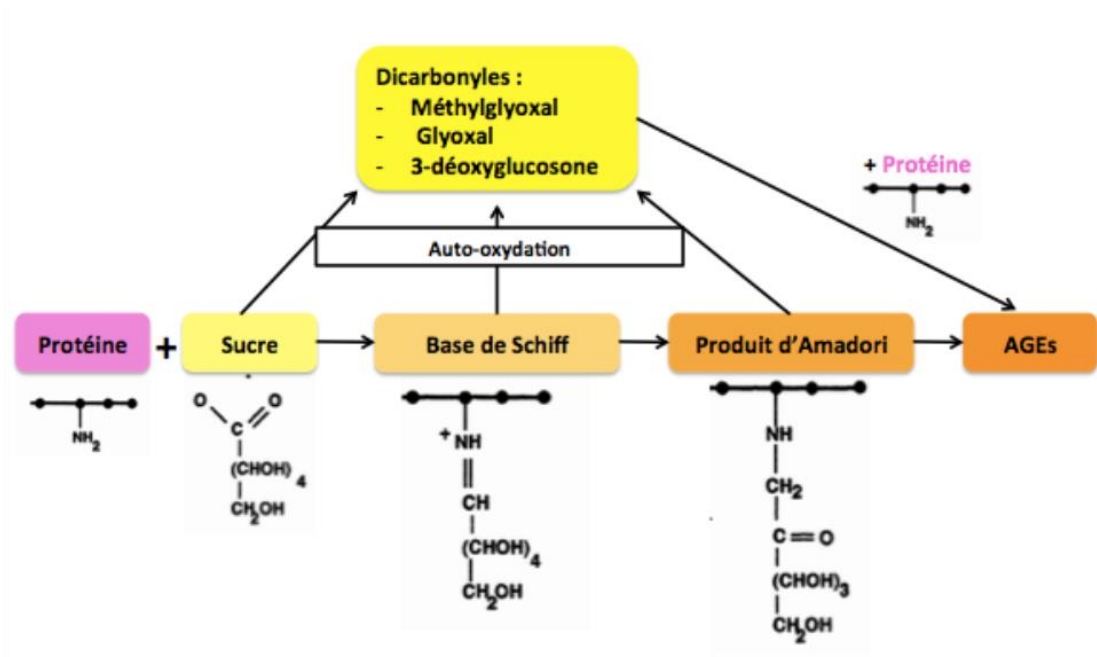 Dicarbonyles :
- Méthylglyoxal
- Glyoxal
- 3-déoxyglucosone
+ Protéine
NH2
Auto-oxydation
Protéine + Sucre
Base de Schiff
Produit d'Amadori
AGEs
NH2
O O
C
(CHOH)4
CH2OH
+NH
CH
(CHOH)4
CH2OH
NH
CH2
C=O
(CHOH)3
CH2OH